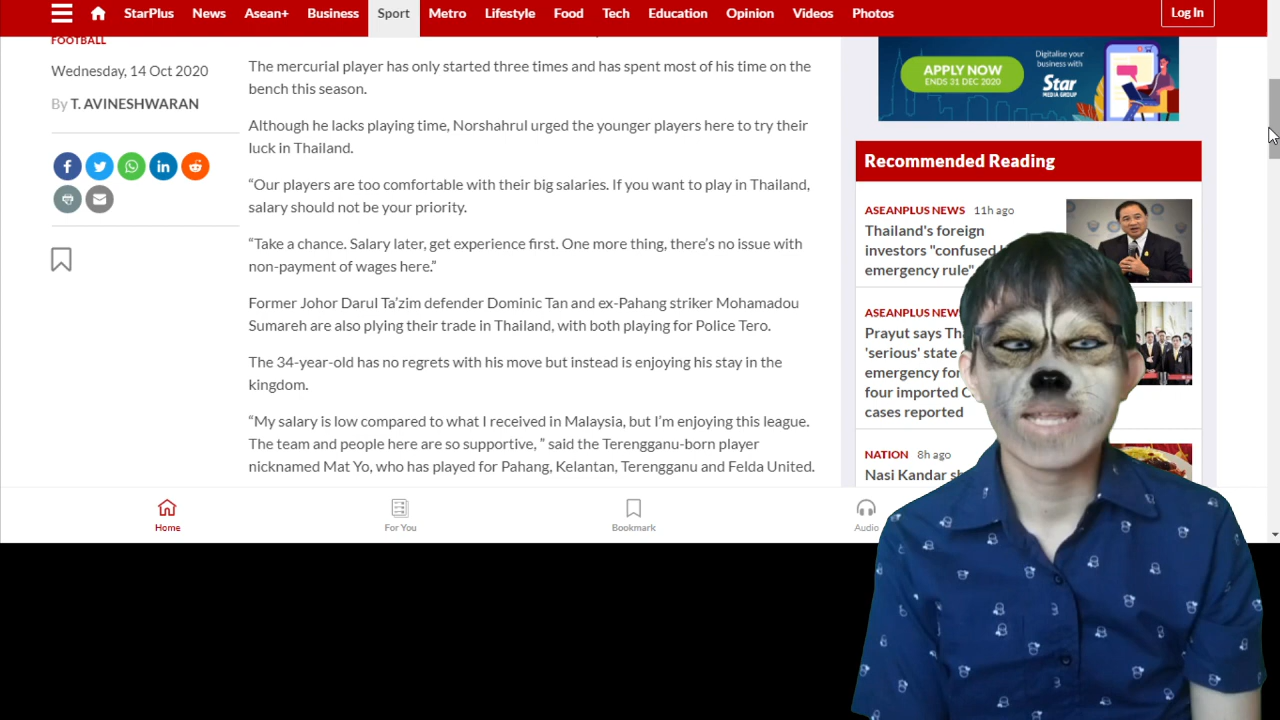 StarPlus News Asean+ Business Sport Metro Lifestyle Food Tech Education Opinion Videos Photos Log In
FOOTBALL
Wednesday, 14 Oct 2020
By T. AVINESHWARAN
The mercurial player has only started three times and has spent most of his time on the
bench this season.
Although he lacks playing time, Norshahrul urged the younger players here to try their
luck in Thailand.
“Our players are too comfortable with their big salaries. If you want to play in Thailand,
salary should not be your priority.
“Take a chance. Salary later, get experience first. One more thing, there’s no issue with
non-payment of wages here.”
Former Johor Darul Ta’zim defender Dominic Tan and ex-Pahang striker Mohamadou
Sumareh are also plying their trade in Thailand, with both playing for Police Tero.
The 34-year-old has no regrets with his move but instead is enjoying his stay in the
kingdom.
“My salary is low compared to what I received in Malaysia, but I’m enjoying this league.
The team and people here are so supportive, ” said the Terengganu-born player
nicknamed Mat Yo, who has played for Pahang, Kelantan, Terengganu and Felda United.
APPLY NOW
ENDS 31 DEC 2020
Digitalise your
business with
Star
MEDIA GROUP
Recommended Reading
ASEANPLUS NEWS 11h ago
Thailand's foreign
investors "confused
emergency rule"
ASEANPLUS
Prayut says
'serious' state
emergency
four imported
cases reported
NATION 8h ago
Nasi Kandar
Home For You Bookmark Audio